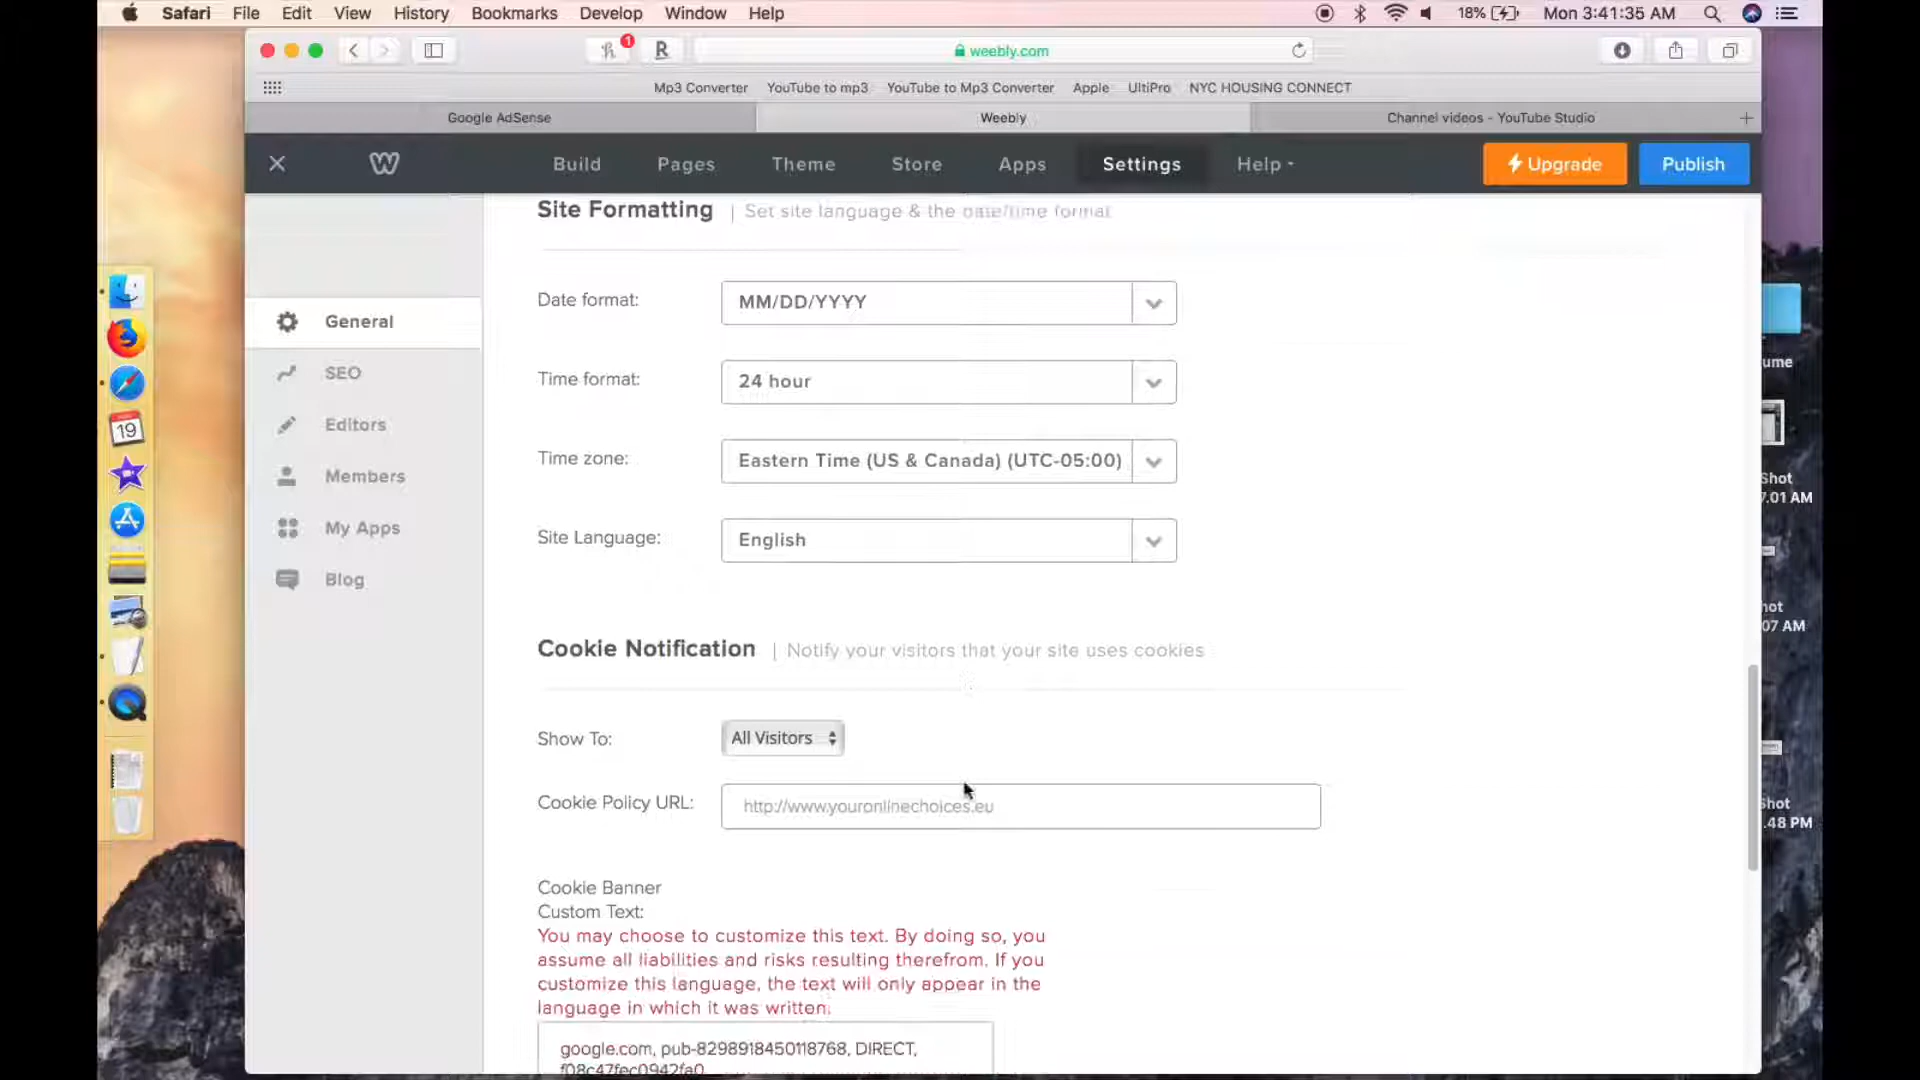 Safari File Edit View History Bookmarks Develop Window Help 18% Mon 3:41:35 AM
1 R weebly.com
Mp3 Converter YouTube to mp3 YouTube to Mp3 Converter Apple UltiPro NYC HOUSING CONNECT
Google AdSense Weebly Channel videos - YouTube Studio
Build Pages Theme Store Apps Settings Help Upgrade Publish
Site Formatting | Set site language & the date/time format
Date format: MM/DD/YYYY
General
Time format: 24 hour
SEO
Editors
Time zone: Eastern Time (US & Canada) (UTC-05:00)
Members
My Apps
Site Language: English
Blog
Cookie Notification | Notify your visitors that your site uses cookies
Show To: All Visitors
Cookie Policy URL: http://www.youronlinechoices.eu
Cookie Banner
Custom Text:
You may choose to customize this text. By doing so, you
assume all liabilities and risks resulting therefrom. If you
customize this language, the text will only appear in the
language in which it was written.
google.com, pub-8298918450118768, DIRECT,
f08c47fec0942fa0
19
ume
Shot
7.01 AM
hot
07 AM
Shot
.48 PM